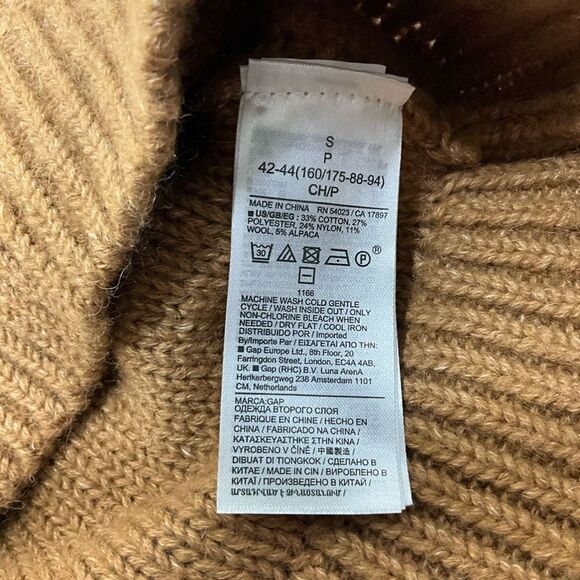 S
P
42-44(160/175-88-94)
CH/P
MADE IN CHINA RN 54023 / CA 17897
■ US/GB/EG : 33% COTTON, 27%
POLYESTER, 24% NYLON, 11%
WOOL, 5% ALPACA
30 P ®
1166
MACHINE WASH COLD GENTLE
CYCLE / WASH INSIDE OUT / ONLY
NON-CHLORINE BLEACH WHEN
NEEDED / DRY FLAT / COOL IRON
DISTRIBUIDO POR / Imported
By/Importe Par / ΕΙΣΑΓΕΤΑΙ ΑΠΟ ΤΗΝ:
■ Gap Europe Ltd., 8th Floor, 20
Farringdon Street, London, EC4A 4AB,
UK. ■ Gap (RHC) B.V. Luna ArenA
Herikerbergweg 238 Amsterdam 1101
CM, Netherlands
MARCA:GAP
ОДЕЖДА ВТОРОГО СЛОЯ
FABRIQUE EN CHINE / HECHO EN
CHINA / FABRICADO NA CHINA /
ΚΑΤΑΣΚΕΥΑΣΤΗΚΕ ΣΤΗΝ ΚΙΝΑ /
VYROBENO V ČÍNĚ / 中國製造 /
DIBUAT DI TIONGKOK / СДЕЛАНО В
КИТАЕ / MADE IN CIN / ВИРОБЛЕНО В
КИТАЇ / ПРОИЗВЕДЕНО В КИТАЙ /
ԱՐՏԱԴՐՎԱԾ Է ՉԻՆԱՍՏԱՆՈՒՄ /